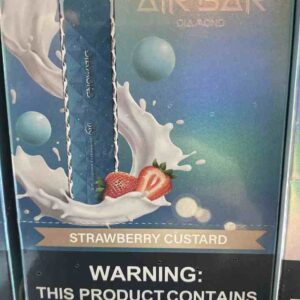 AIR BAR
DIAMOND
STRAWBERRY CUSTARD
WARNING:
THIS PRODUCT CONTAINS